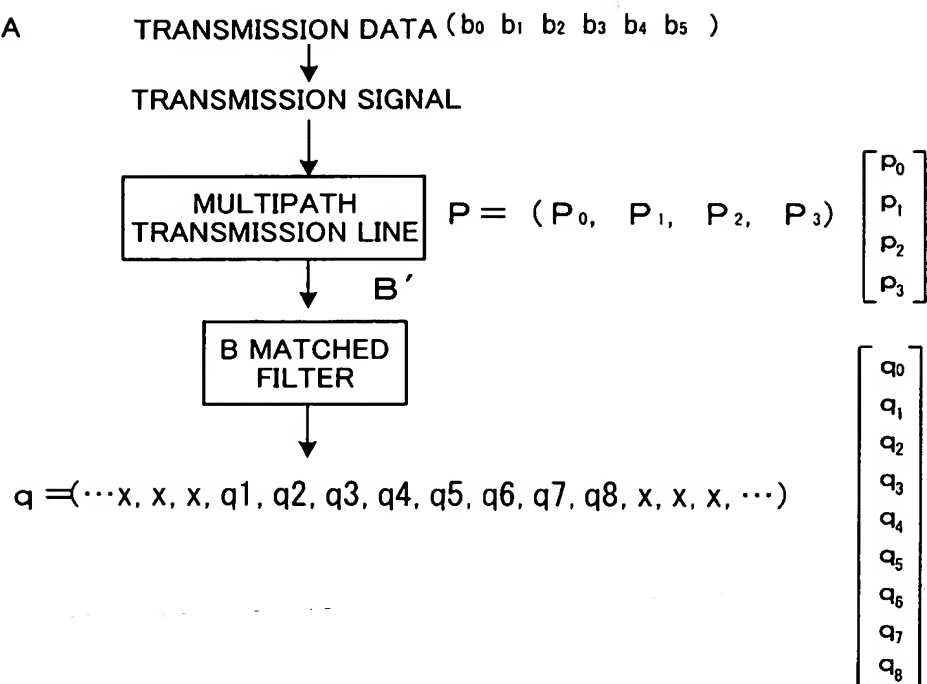 A
TRANSMISSION DATA (b0 b1 b2 b3 b4 b5 )
TRANSMISSION SIGNAL
MULTIPATH
TRANSMISSION LINE
P = (P0, P1, P2, P3)
p0
p1
p2
p3
B′
B MATCHED
FILTER
q =(⋯x, x, x, q1, q2, q3, q4, q5, q6, q7, q8, x, x, x, ⋯)
q0
q1
q2
q3
q4
q5
q6
q7
q8